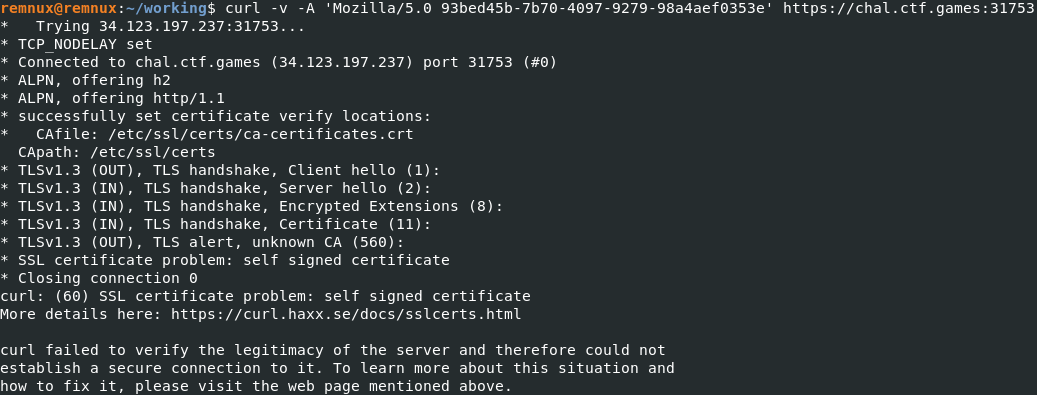 remnux@remnux:~/working$ curl -v -A 'Mozilla/5.0 93bed45b-7b70-4097-9279-98a4aef0353e' https://chal.ctf.games:31753
*   Trying 34.123.197.237:31753...
* TCP_NODELAY set
* Connected to chal.ctf.games (34.123.197.237) port 31753 (#0)
* ALPN, offering h2
* ALPN, offering http/1.1
* successfully set certificate verify locations:
*   CAfile: /etc/ssl/certs/ca-certificates.crt
  CApath: /etc/ssl/certs
* TLSv1.3 (OUT), TLS handshake, Client hello (1):
* TLSv1.3 (IN), TLS handshake, Server hello (2):
* TLSv1.3 (IN), TLS handshake, Encrypted Extensions (8):
* TLSv1.3 (IN), TLS handshake, Certificate (11):
* TLSv1.3 (OUT), TLS alert, unknown CA (560):
* SSL certificate problem: self signed certificate
* Closing connection 0
curl: (60) SSL certificate problem: self signed certificate
More details here: https://curl.haxx.se/docs/sslcerts.html

curl failed to verify the legitimacy of the server and therefore could not
establish a secure connection to it. To learn more about this situation and
how to fix it, please visit the web page mentioned above.